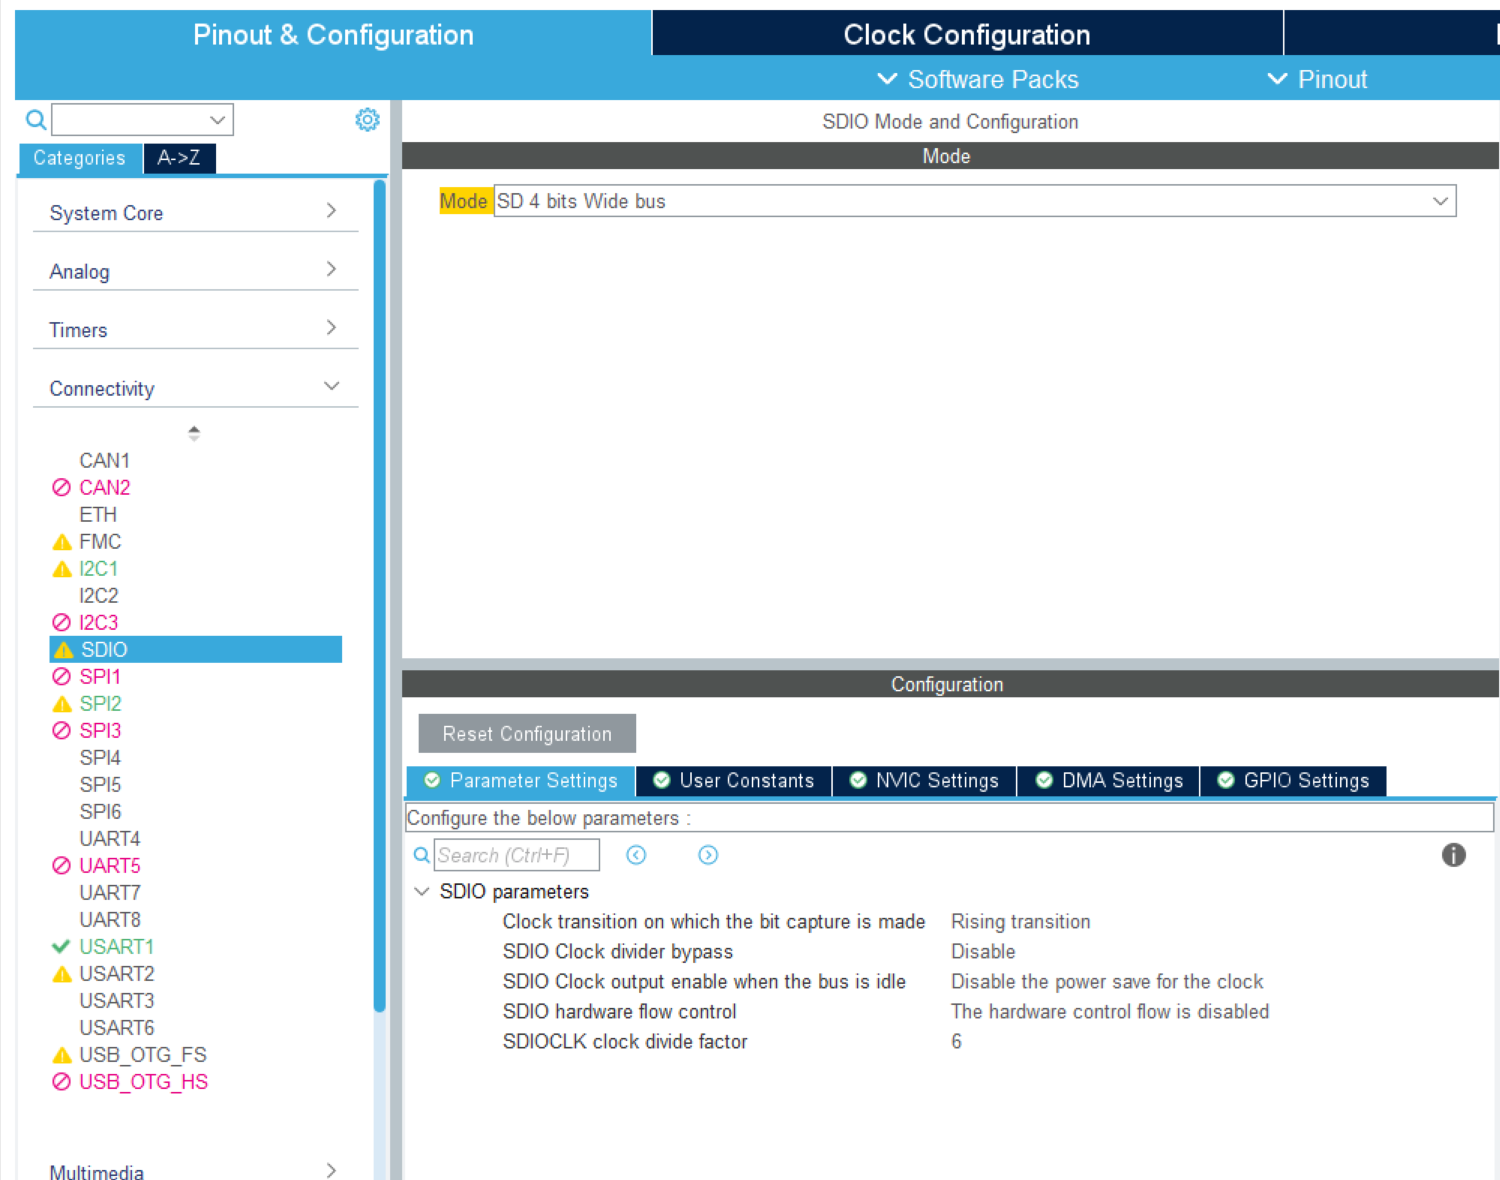 Pinout & Configuration
Clock Configuration
Software Packs
Pinout
SDIO Mode and Configuration
Categories
A->Z
Mode
System Core
Mode SD 4 bits Wide bus
Analog
Timers
Connectivity
CAN1
CAN2
ETH
FMC
I2C1
I2C2
I2C3
SDIO
SPI1
SPI2
SPI3
SPI4
SPI5
SPI6
UART4
UART5
UART7
UART8
USART1
USART2
USART3
USART6
USB_OTG_FS
USB_OTG_HS
Multimedia
Configuration
Reset Configuration
Parameter Settings
User Constants
NVIC Settings
DMA Settings
GPIO Settings
Configure the below parameters :
Search (Ctrl+F)
SDIO parameters
Clock transition on which the bit capture is made Rising transition
SDIO Clock divider bypass Disable
SDIO Clock output enable when the bus is idle Disable the power save for the clock
SDIO hardware flow control The hardware control flow is disabled
SDIOCLK clock divide factor 6